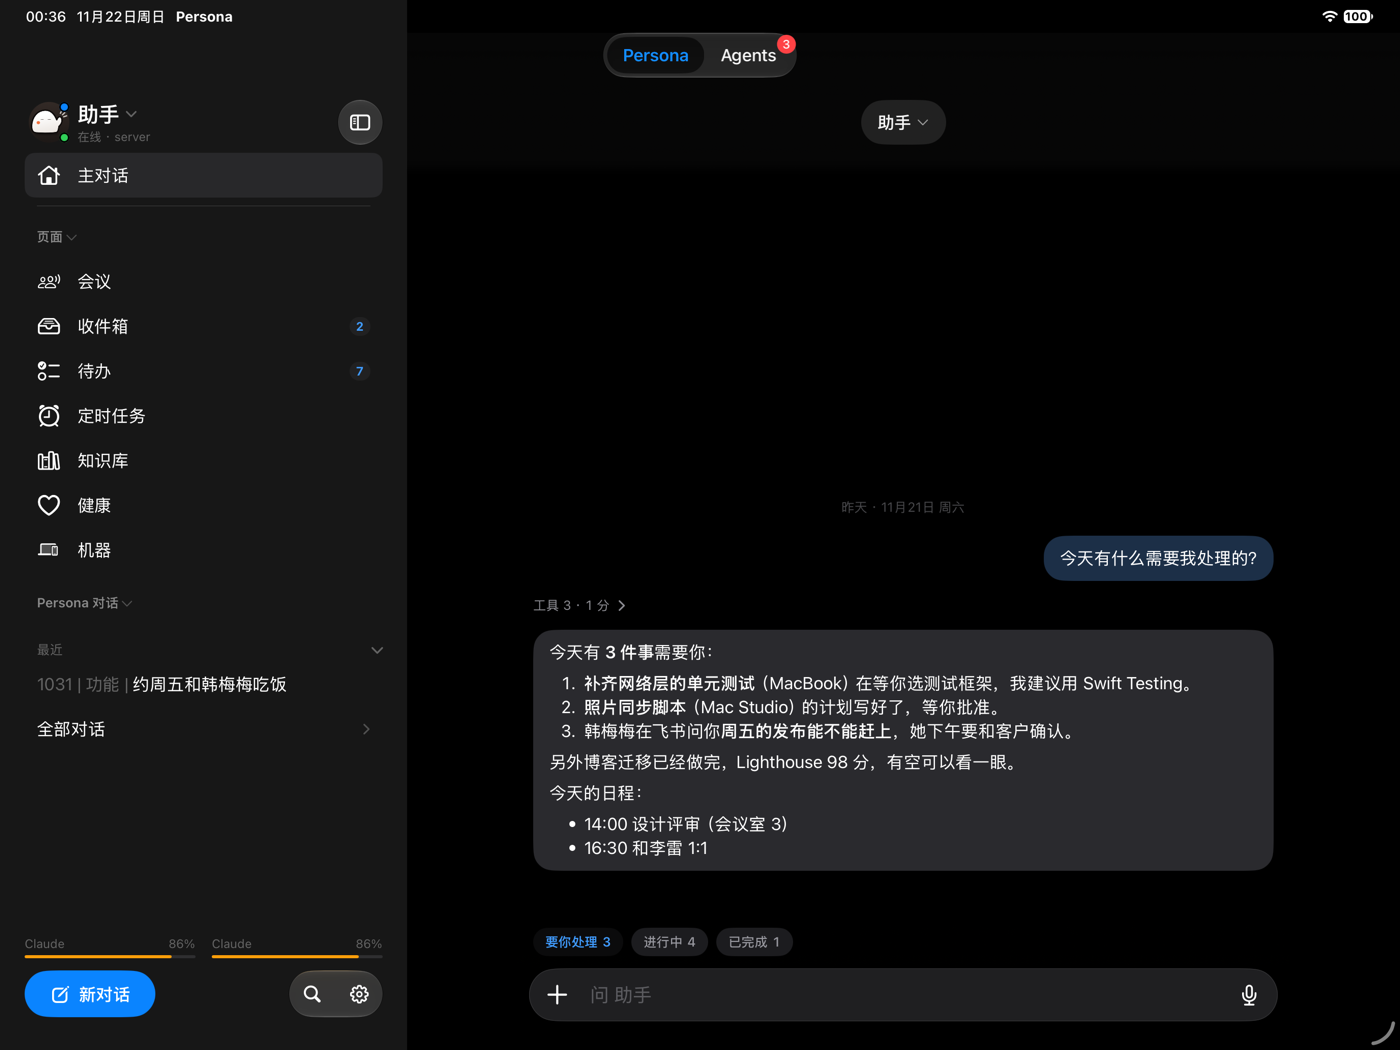 00:36 11月22日周日 Persona
100
Persona
Agents
3
助手
在线 · server
助手
主对话
页面
会议
收件箱
2
待办
7
定时任务
知识库
健康
机器
Persona 对话
最近
1031 | 功能 | 约周五和韩梅梅吃饭
全部对话
Claude 86%
Claude 86%
新对话
昨天 · 11月21日 周六
今天有什么需要我处理的?
工具 3 · 1 分
今天有 3 件事需要你：
1. 补齐网络层的单元测试（MacBook）在等你选测试框架，我建议用 Swift Testing。
2. 照片同步脚本（Mac Studio）的计划写好了，等你批准。
3. 韩梅梅在飞书问你周五的发布能不能赶上，她下午要和客户确认。
另外博客迁移已经做完，Lighthouse 98 分，有空可以看一眼。
今天的日程：
• 14:00 设计评审（会议室 3）
• 16:30 和李雷 1:1
要你处理 3
进行中 4
已完成 1
问 助手